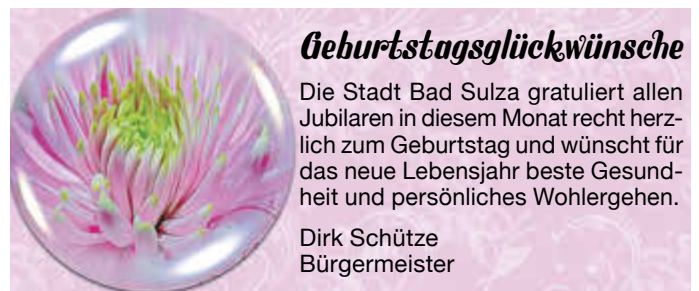 Geburtstagsglückwünsche
Die Stadt Bad Sulza gratuliert allen
Jubilaren in diesem Monat recht herz-
lich zum Geburtstag und wünscht für
das neue Lebensjahr beste Gesund-
heit und persönliches Wohlergehen.
Dirk Schütze
Bürgermeister